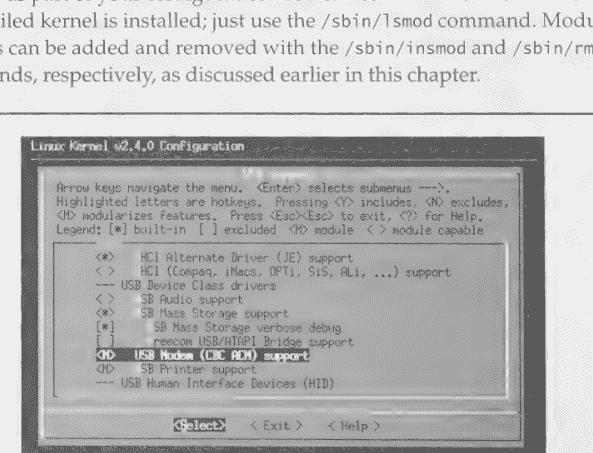 as part of your
iled kernel is installed; just use the /sbin/lsmod command. Modu
s can be added and removed with the /sbin/insmod and /sbin/rm
nds, respectively, as discussed earlier in this chapter.
Linux Kernel v2.4.0 Configuration
Arrow keys navigate the menu. <Enter> selects submenus --->.
Highlighted letters are hotkeys. Pressing <Y> includes, <N> excludes,
<M> modularizes features. Press <Esc><Esc> to exit, <?> for Help.
Legend: [*] built-in [ ] excluded <M> module < > module capable
<*> HCI Alternate Driver (JE) support
< > HCI (Compaq, iMacs, OPTi, SiS, ALi, ...) support
--- USB Device Class drivers
< > SB Audio support
<*> SB Mass Storage support
[*] SB Mass Storage verbose debug
[ ] reecom USB/ATAPI Bridge support
<M> USB Modem (CDC ACM) support
<M> SB Printer support
--- USB Human Interface Devices (HID)
<Select> < Exit > < Help >